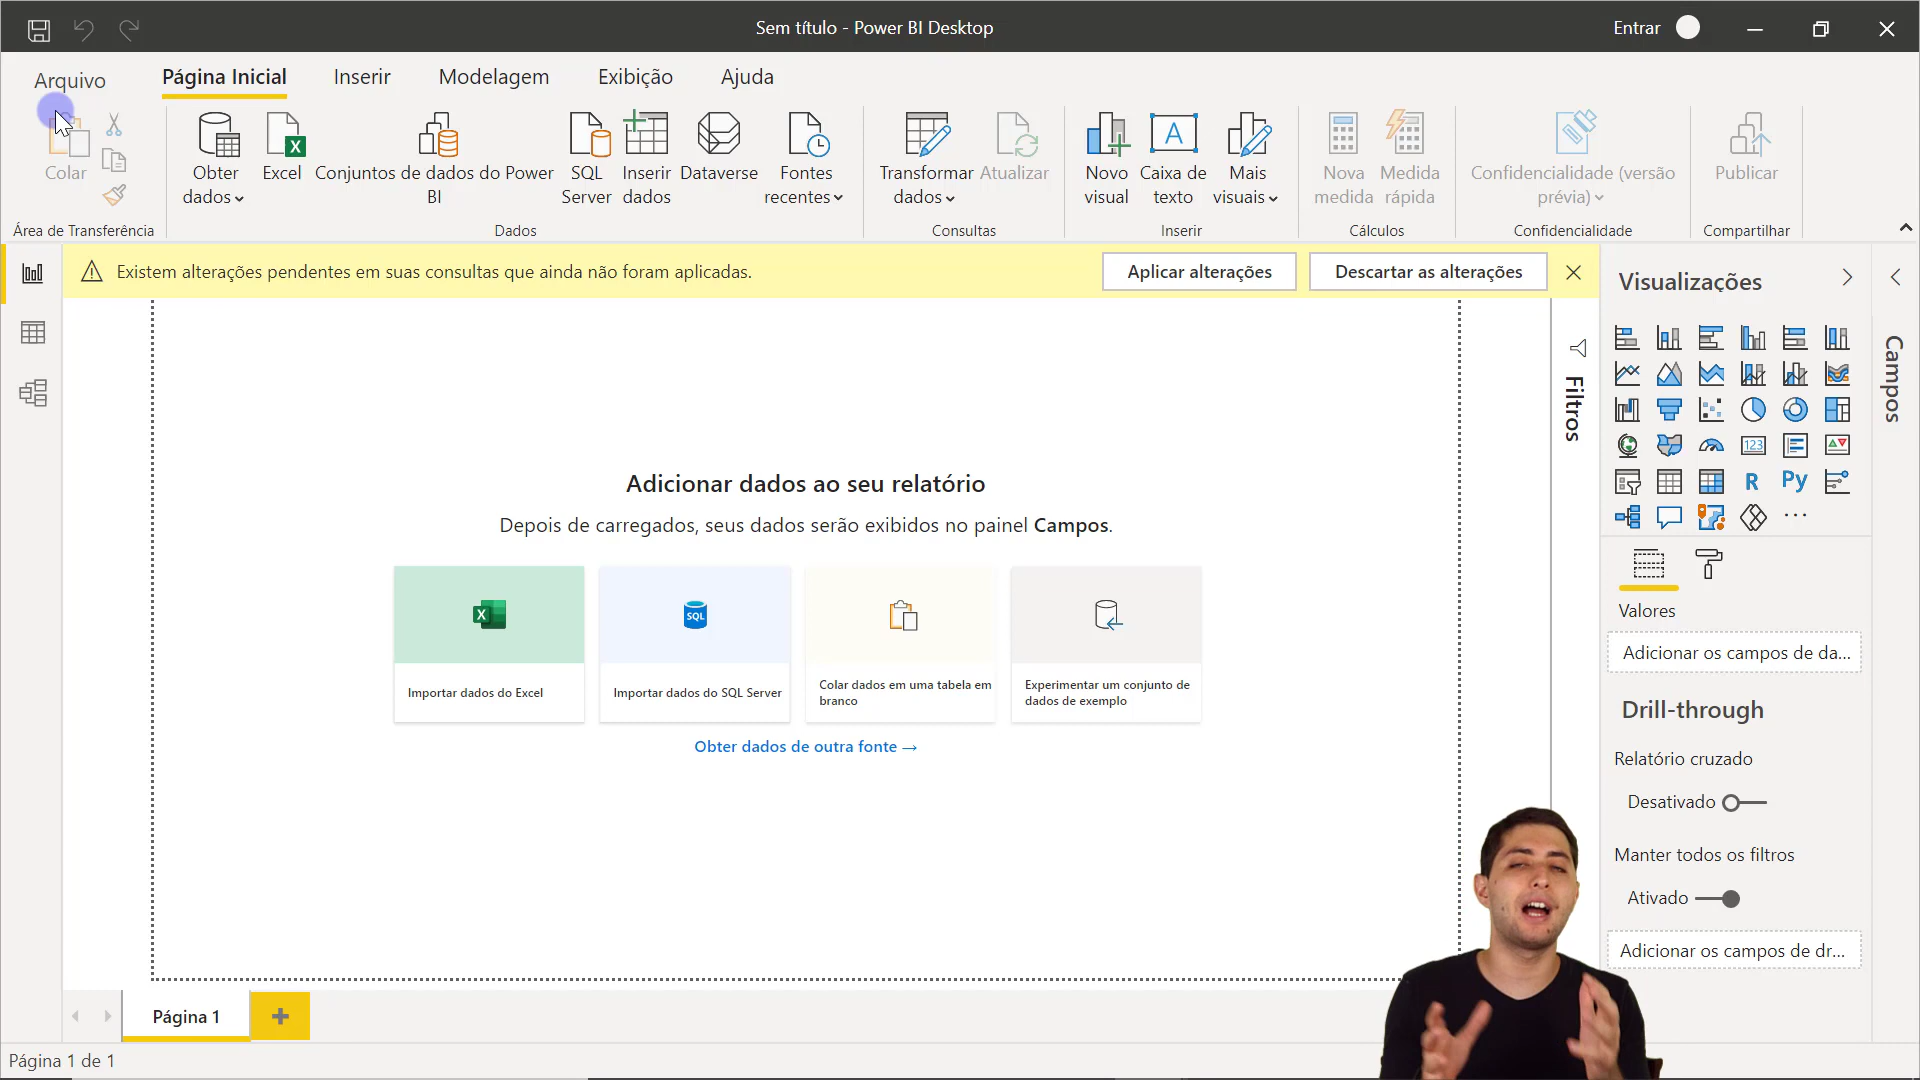 Sem título - Power BI Desktop
Entrar
Arquivo
Página Inicial
Inserir
Modelagem
Exibição
Ajuda
Colar
Área de Transferência
Obter
dados
Excel
Conjuntos de dados do Power
BI
SQL
Server
Inserir
dados
Dataverse
Fontes
recentes
Dados
Transformar
dados
Atualizar
Consultas
Novo
visual
A
Caixa de
texto
Mais
visuais
Inserir
Nova
medida
Medida
rápida
Cálculos
Confidencialidade (versão
prévia)
Confidencialidade
Publicar
Compartilhar
Existem alterações pendentes em suas consultas que ainda não foram aplicadas.
Aplicar alterações
Descartar as alterações
Filtros
Visualizações
Campos
123
R
Py
Valores
Adicionar os campos de da...
Drill-through
Relatório cruzado
Desativado
Manter todos os filtros
Ativado
Adicionar os campos de dr...
Adicionar dados ao seu relatório
Depois de carregados, seus dados serão exibidos no painel Campos.
X
SQL
Importar dados do Excel
Importar dados do SQL Server
Colar dados em uma tabela em
branco
Experimentar um conjunto de
dados de exemplo
Obter dados de outra fonte →
Página 1
Página 1 de 1